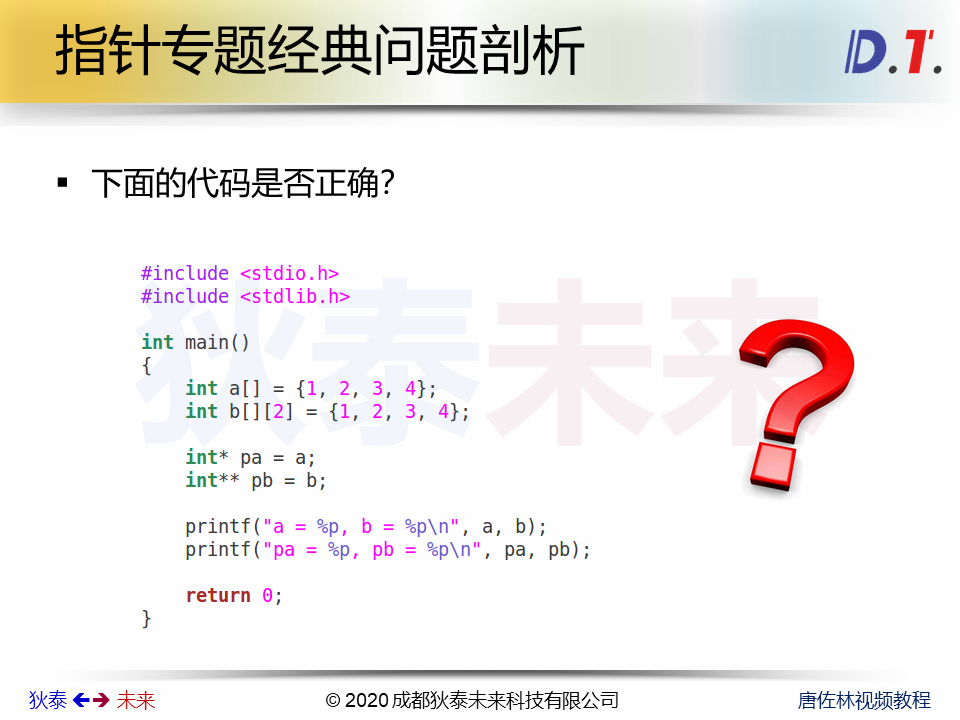 指针专题经典问题剖析
D.T.
▪ 下面的代码是否正确?
狄泰未来
#include <stdio.h>
#include <stdlib.h>
int main()
{
    int a[] = {1, 2, 3, 4};
    int b[][2] = {1, 2, 3, 4};
    int* pa = a;
    int** pb = b;
    printf("a = %p, b = %p\n", a, b);
    printf("pa = %p, pb = %p\n", pa, pb);
    return 0;
}
?
狄泰 未来 © 2020 成都狄泰未来科技有限公司 唐佐林视频教程